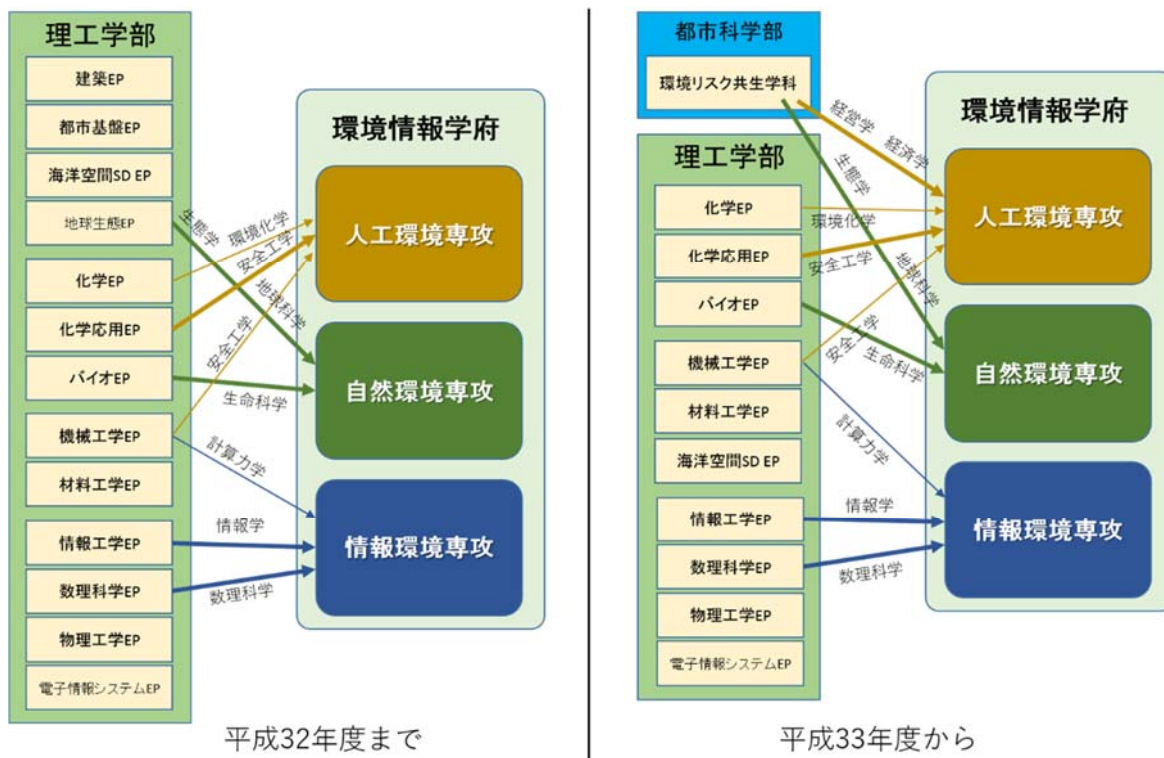 理工学部
建築EP
都市基盤EP
海洋空間SD EP
地球生態EP
化学EP
化学応用EP
バイオEP
機械工学EP
材料工学EP
情報工学EP
数理科学EP
物理工学EP
電子情報システムEP
生態学
環境化学
安全工学
地球科学
安全工学
生命科学
計算力学
情報学
数理科学
環境情報学府
人工環境専攻
自然環境専攻
情報環境専攻
平成32年度まで
都市科学部
環境リスク共生学科
理工学部
化学EP
化学応用EP
バイオEP
機械工学EP
材料工学EP
海洋空間SD EP
情報工学EP
数理科学EP
物理工学EP
電子情報システムEP
経営学
経済学
生態学
環境化学
安全工学
地球科学
安全工学
生命科学
計算力学
情報学
数理科学
環境情報学府
人工環境専攻
自然環境専攻
情報環境専攻
平成33年度から